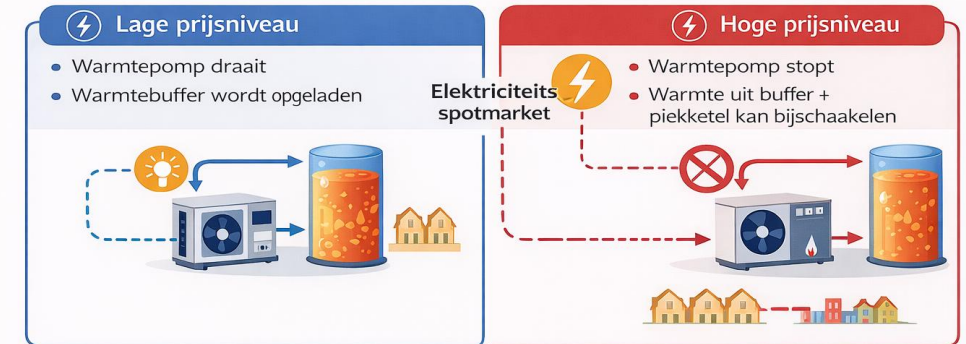 Lage prijsniveau
Warmtepomp draait
Warmtebuffer wordt opgeladen
Elektriciteits
spotmarket
Hoge prijsniveau
Warmtepomp stopt
Warmte uit buffer +
piekketel kan bijschaakelen